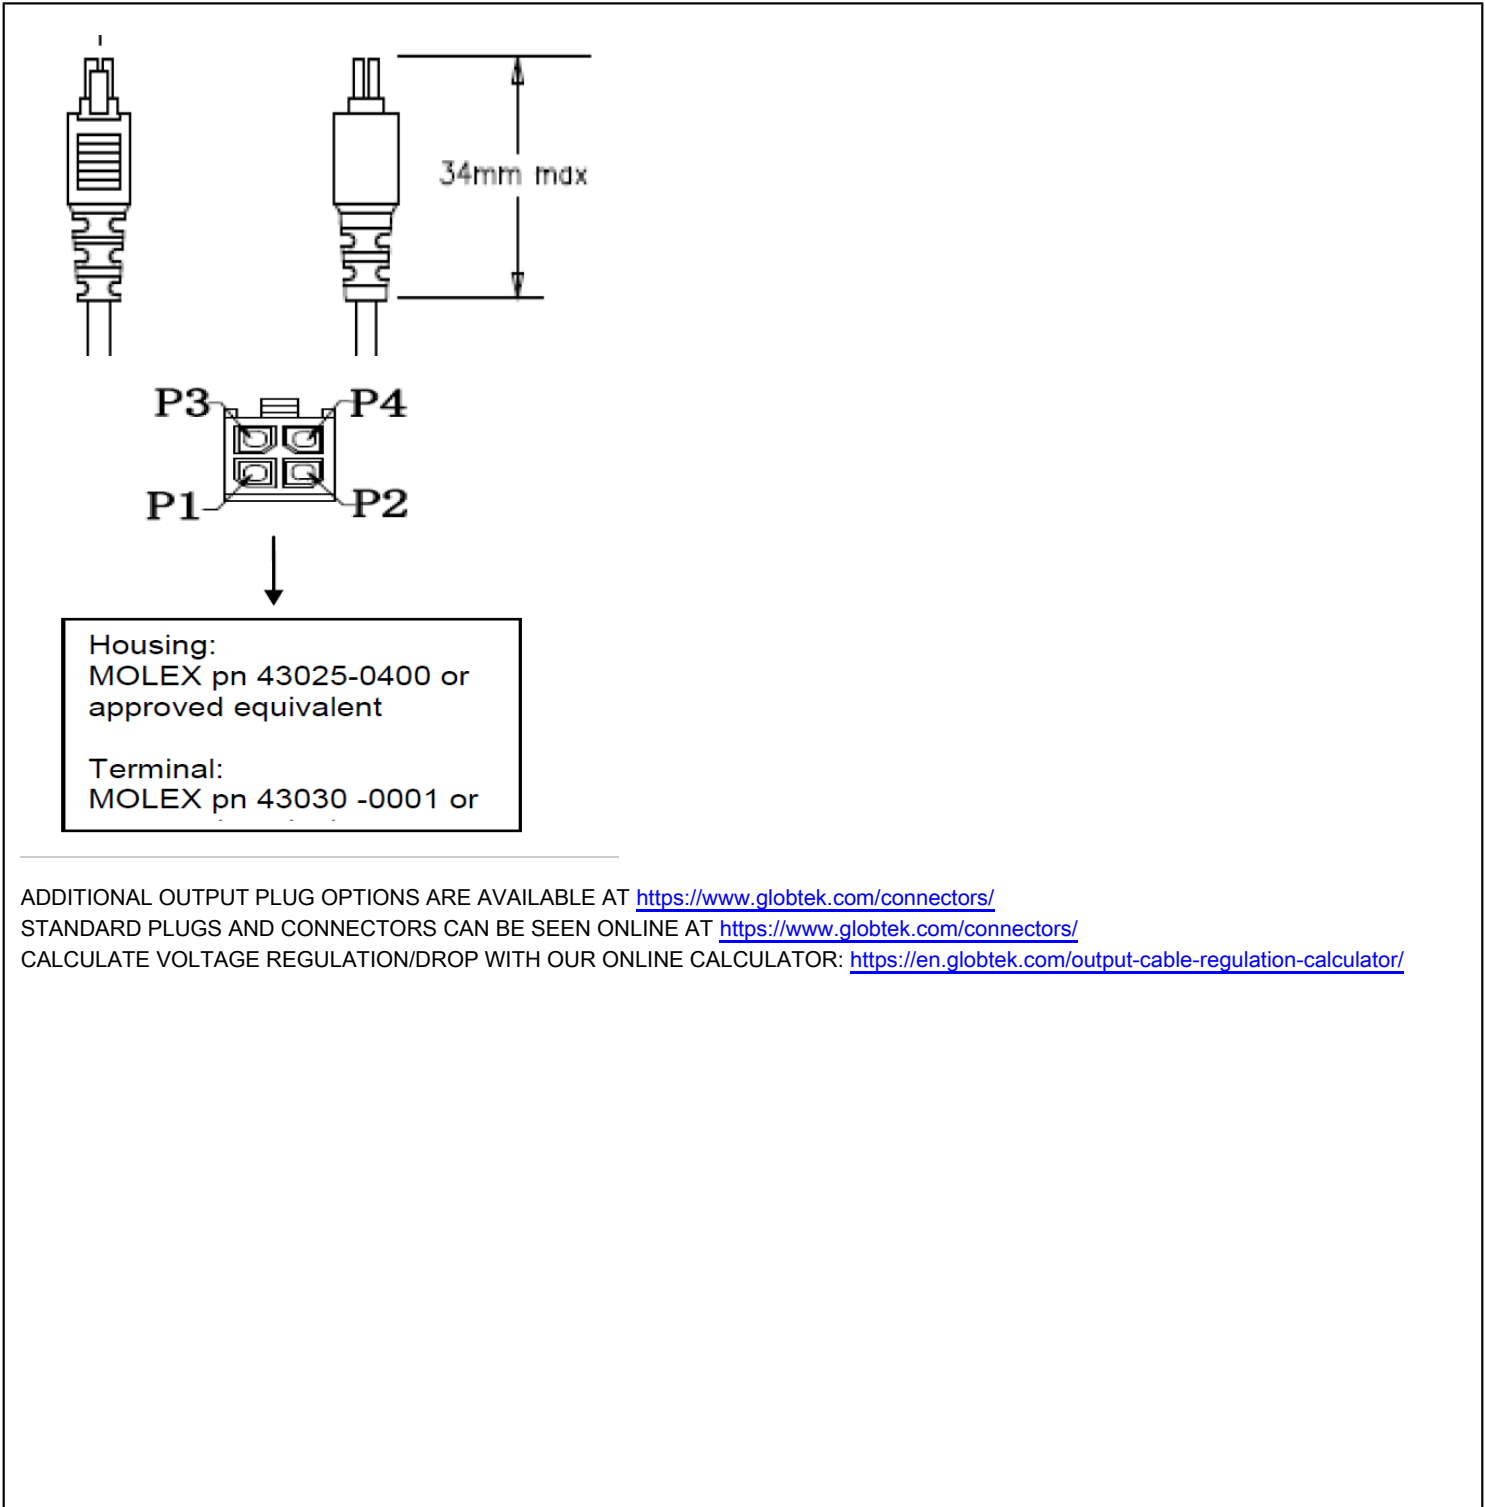 34mm max
P3 P4
P1 P2
Housing:
MOLEX pn 43025-0400 or
approved equivalent
Terminal:
MOLEX pn 43030 -0001 or
ADDITIONAL OUTPUT PLUG OPTIONS ARE AVAILABLE AT https://www.globtek.com/connectors/
STANDARD PLUGS AND CONNECTORS CAN BE SEEN ONLINE AT https://www.globtek.com/connectors/
CALCULATE VOLTAGE REGULATION/DROP WITH OUR ONLINE CALCULATOR: https://en.globtek.com/output-cable-regulation-calculator/